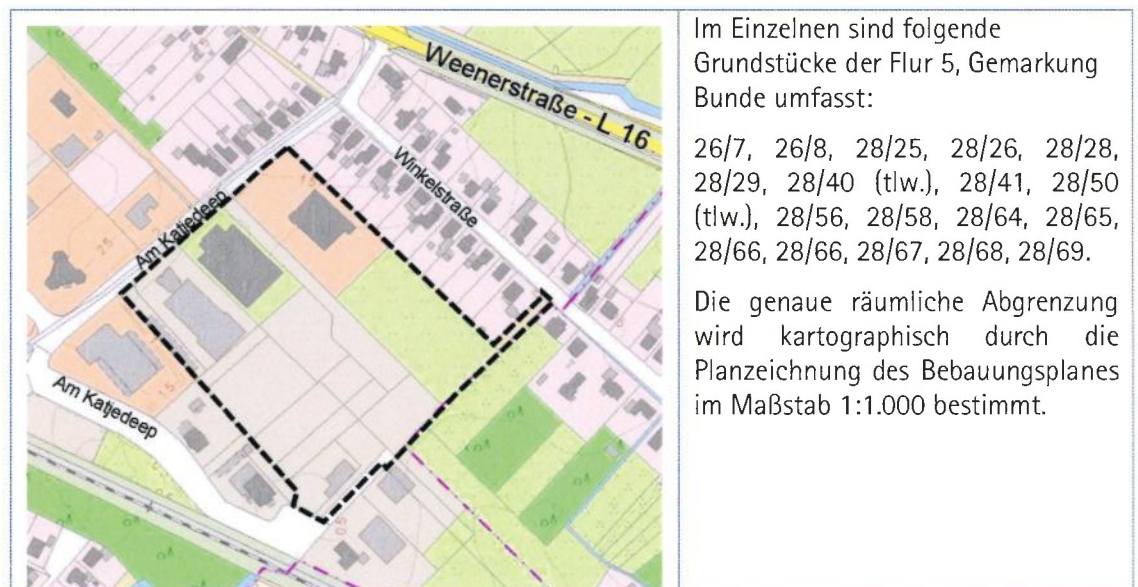 Weenerstraße - L 16
Winkelstraße
Am Katjedeep
Am Katjedeep
Im Einzelnen sind folgende
Grundstücke der Flur 5, Gemarkung
Bunde umfasst:
26/7, 26/8, 28/25, 28/26, 28/28,
28/29, 28/40 (tlw.), 28/41, 28/50
(tlw.), 28/56, 28/58, 28/64, 28/65,
28/66, 28/66, 28/67, 28/68, 28/69.
Die genaue räumliche Abgrenzung
wird kartographisch durch die
Planzeichnung des Bebauungsplanes
im Maßstab 1:1.000 bestimmt.